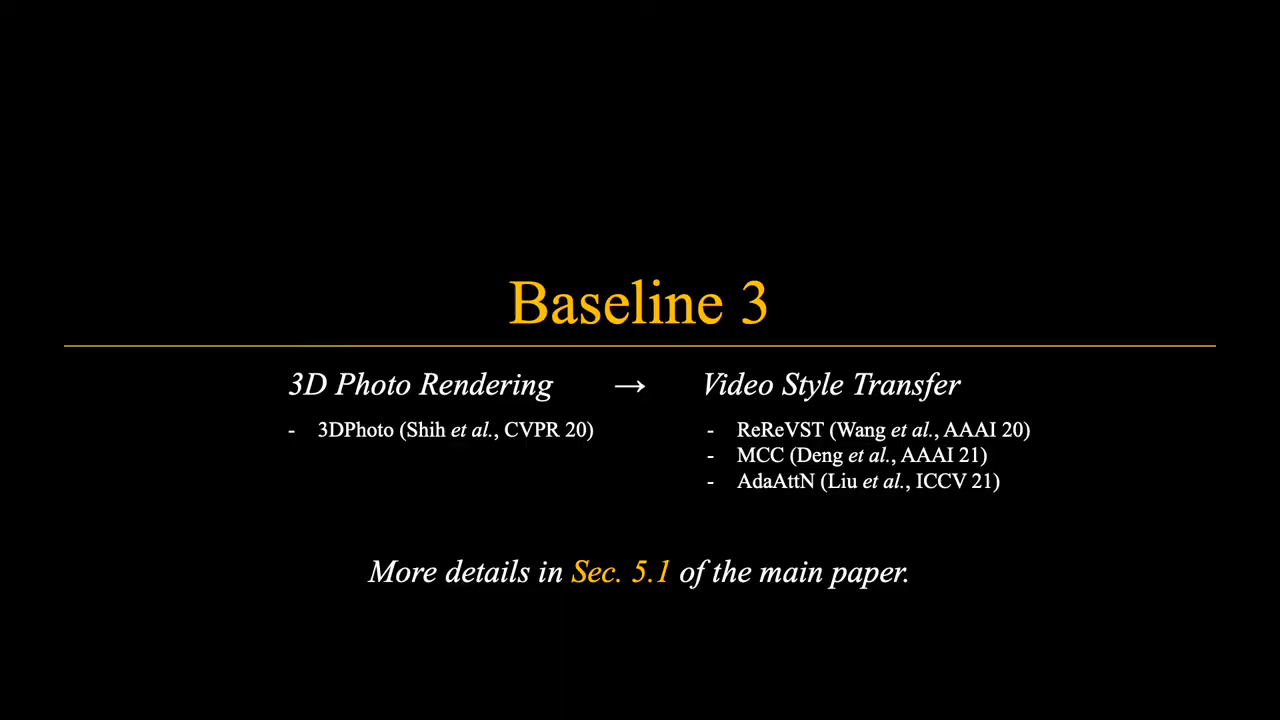 Baseline 3
3D Photo Rendering → Video Style Transfer
- 3DPhoto (Shih et al., CVPR 20)
- ReReVST (Wang et al., AAAI 20)
- MCC (Deng et al., AAAI 21)
- AdaAttN (Liu et al., ICCV 21)
More details in Sec. 5.1 of the main paper.